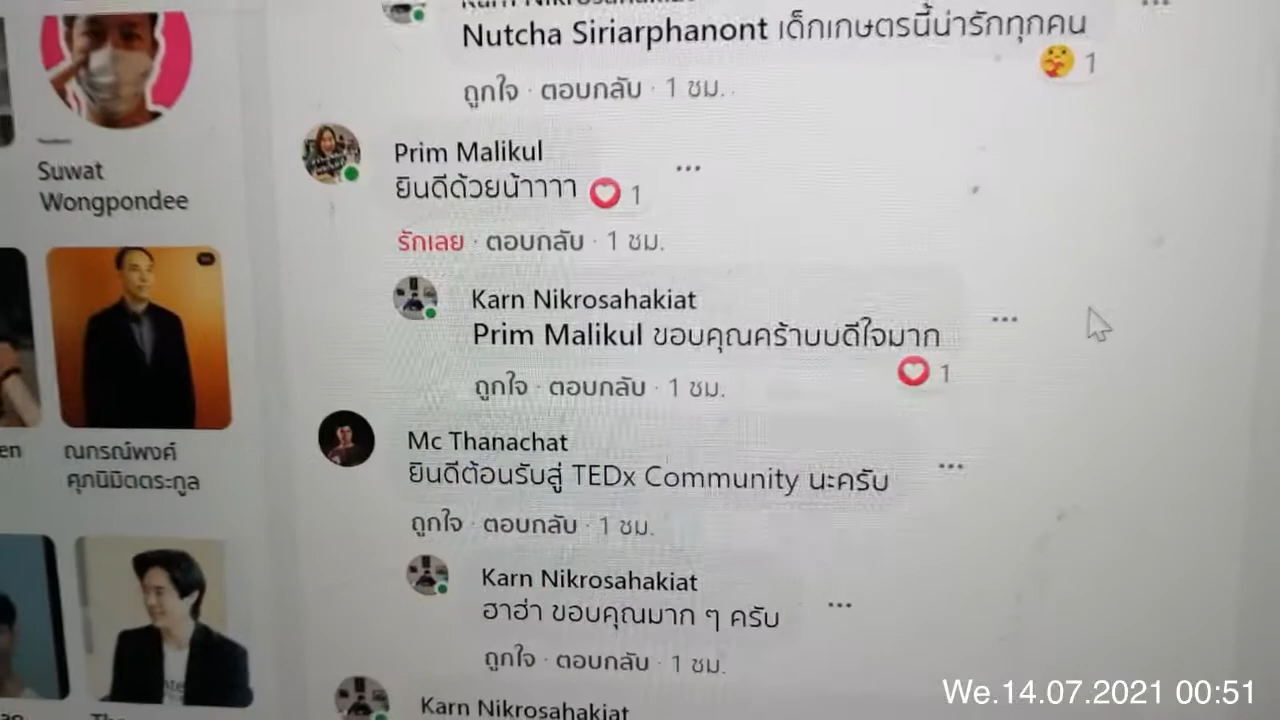 Nutcha Siriarphanont เด็กเกษตรนี้น่ารักทุกคน
1
ถูกใจ · ตอบกลับ · 1 ชม.
Suwat
Wongpondee
Prim Malikul
ยินดีด้วยน้าาาา
1
รักเลย · ตอบกลับ · 1 ชม.
Karn Nikrosahakiat
Prim Malikul ขอบคุณคร้าบบดีใจมาก
1
ถูกใจ · ตอบกลับ · 1 ชม.
en
ณกรณ์พงศ์
ศุภนิมิตตระกูล
Mc Thanachat
ยินดีต้อนรับสู่ TEDx Community นะครับ
ถูกใจ · ตอบกลับ · 1 ชม.
Karn Nikrosahakiat
ฮาฮ่า ขอบคุณมาก ๆ ครับ
ถูกใจ · ตอบกลับ · 1 ชม.
Karn Nikrosahakiat
We.14.07.2021 00:51